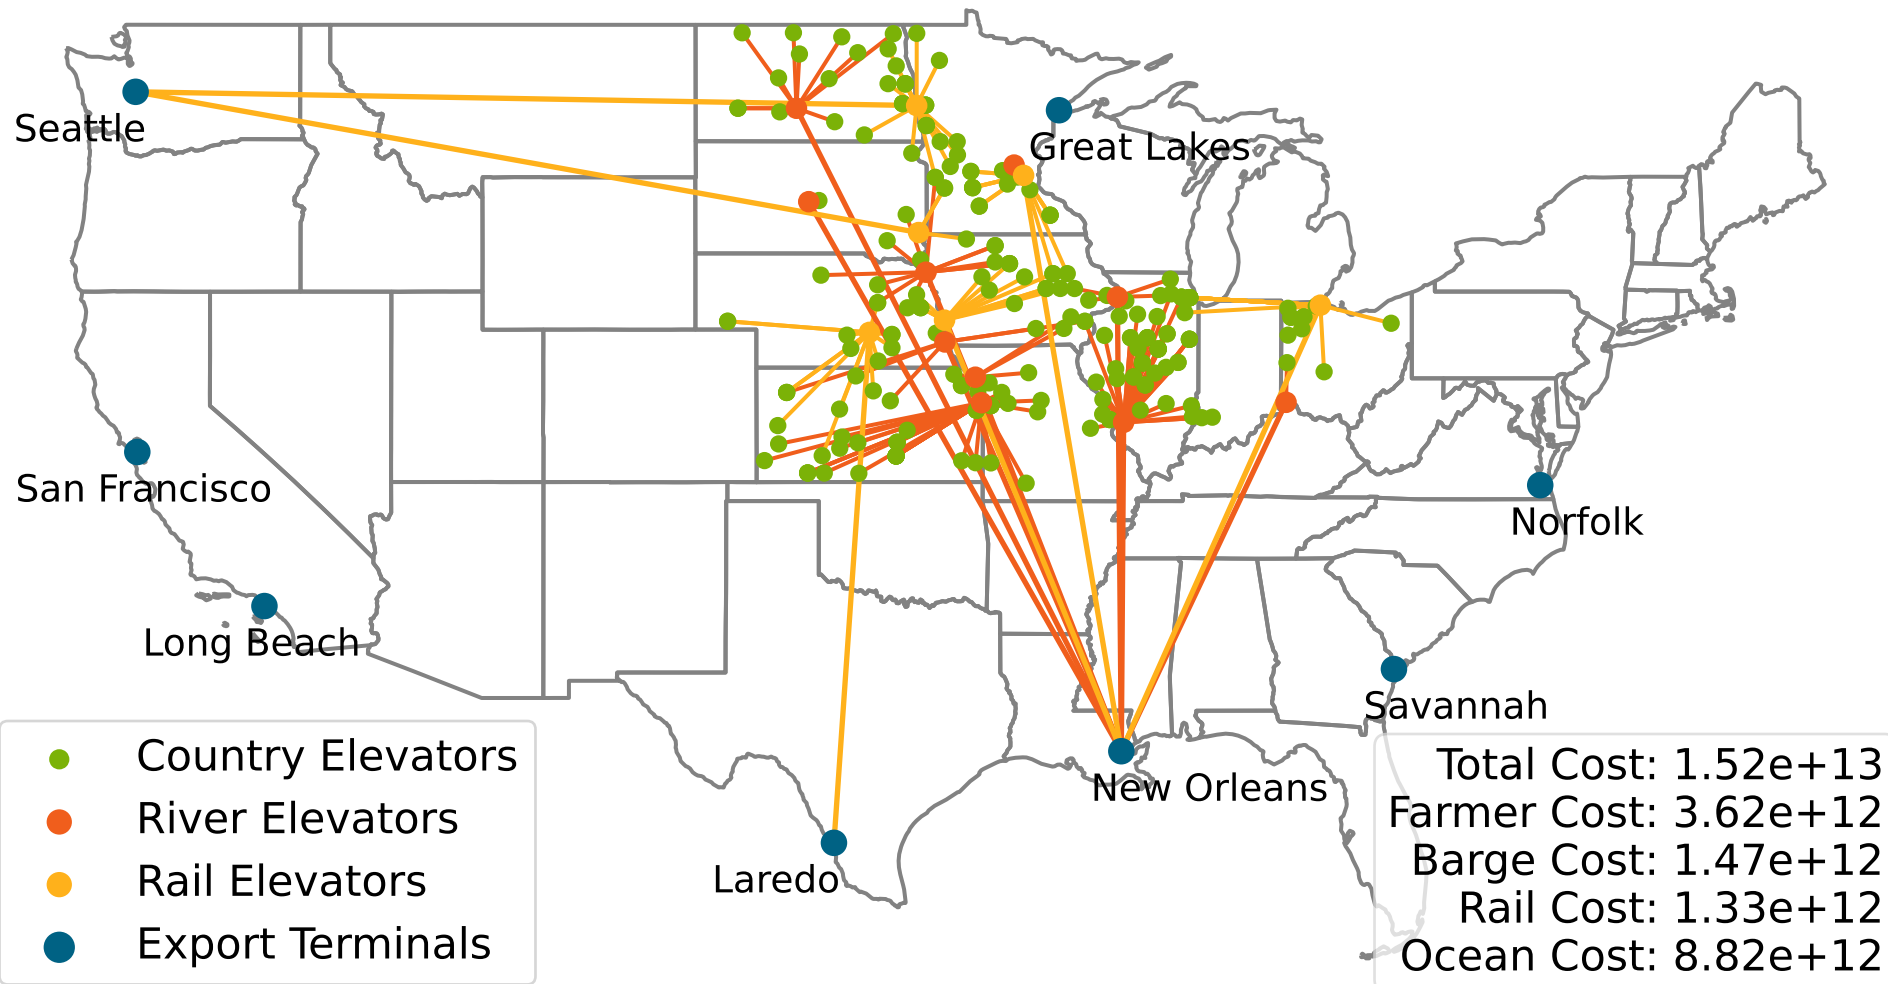 Seattle
Great Lakes
San Francisco
Norfolk
Long Beach
Savannah
New Orleans
Laredo
Country Elevators
River Elevators
Rail Elevators
Export Terminals
Total Cost: 1.52e+13
Farmer Cost: 3.62e+12
Barge Cost: 1.47e+12
Rail Cost: 1.33e+12
Ocean Cost: 8.82e+12